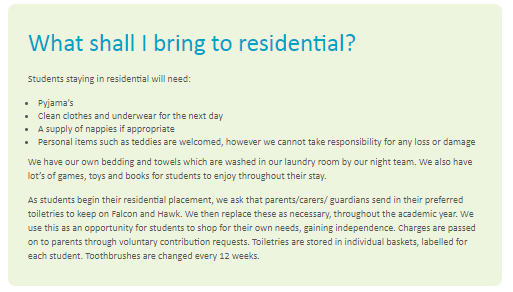 What shall I bring to residential?
Students staying in residential will need:
• Pyjama's
• Clean clothes and underwear for the next day
• A supply of nappies if appropriate
• Personal items such as teddies are welcomed, however we cannot take responsibility for any loss or damage
We have our own bedding and towels which are washed in our laundry room by our night team. We also have
lot's of games, toys and books for students to enjoy throughout their stay.
As students begin their residential placement, we ask that parents/carers/ guardians send in their preferred
toiletries to keep on Falcon and Hawk. We then replace these as necessary, throughout the academic year. We
use this as an opportunity for students to shop for their own needs, gaining independence. Charges are passed
on to parents through voluntary contribution requests. Toiletries are stored in individual baskets, labelled for
each student. Toothbrushes are changed every 12 weeks.